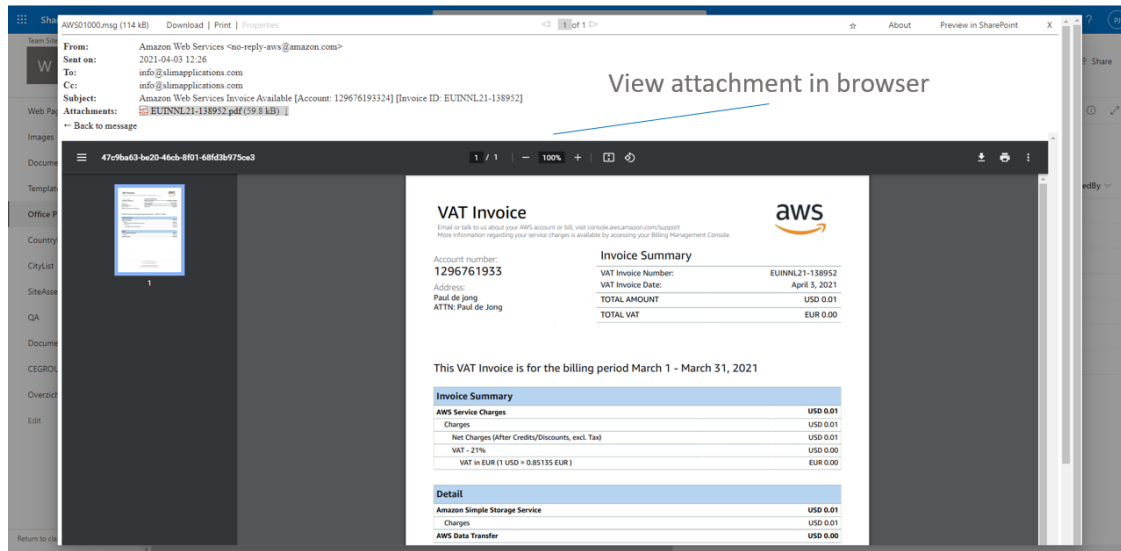 Sha
AWS01000.msg (114 kB) Download | Print | Properties 1 of 1 About Preview in SharePoint X ?
Team Site
W
Share
From: Amazon Web Services <no-reply-aws@amazon.com>
Sent on: 2021-04-03 12:26
To: info@slimapplications.com
Cc: info@slimapplications.com
Subject: Amazon Web Services Invoice Available [Account: 129676193324] [Invoice ID: EUINNL21-138952]
Attachments: EUINNL21-138952.pdf (59.8 kB)
← Back to message
View attachment in browser
Web Pag
Images
Docume
Templat
Office P
Country
CityList
SiteAsse
QA
Docume
CEGROU
Overzich
Edit
Return to cla
edBy
47c9ba63-be20-46cb-8f01-68fd3b975ce3 1 / 1 | − 100% + |
1
VAT Invoice
aws
Email or talk to us about your AWS account or bill, visit console.aws.amazon.com/support
More information regarding your service charges is available by accessing your Billing Management Console
Account number:
1296761933
Address:
Paul de jong
ATTN: Paul de Jong
Invoice Summary
VAT Invoice Number: EUINNL21-138952
VAT Invoice Date: April 3, 2021
TOTAL AMOUNT USD 0.01
TOTAL VAT EUR 0.00
This VAT Invoice is for the billing period March 1 - March 31, 2021
Invoice Summary
AWS Service Charges USD 0.01
Charges USD 0.01
Net Charges (After Credits/Discounts, excl. Tax) USD 0.01
VAT - 21% USD 0.00
VAT in EUR (1 USD = 0.85135 EUR ) EUR 0.00
Detail
Amazon Simple Storage Service USD 0.01
Charges USD 0.01
AWS Data Transfer USD 0.00